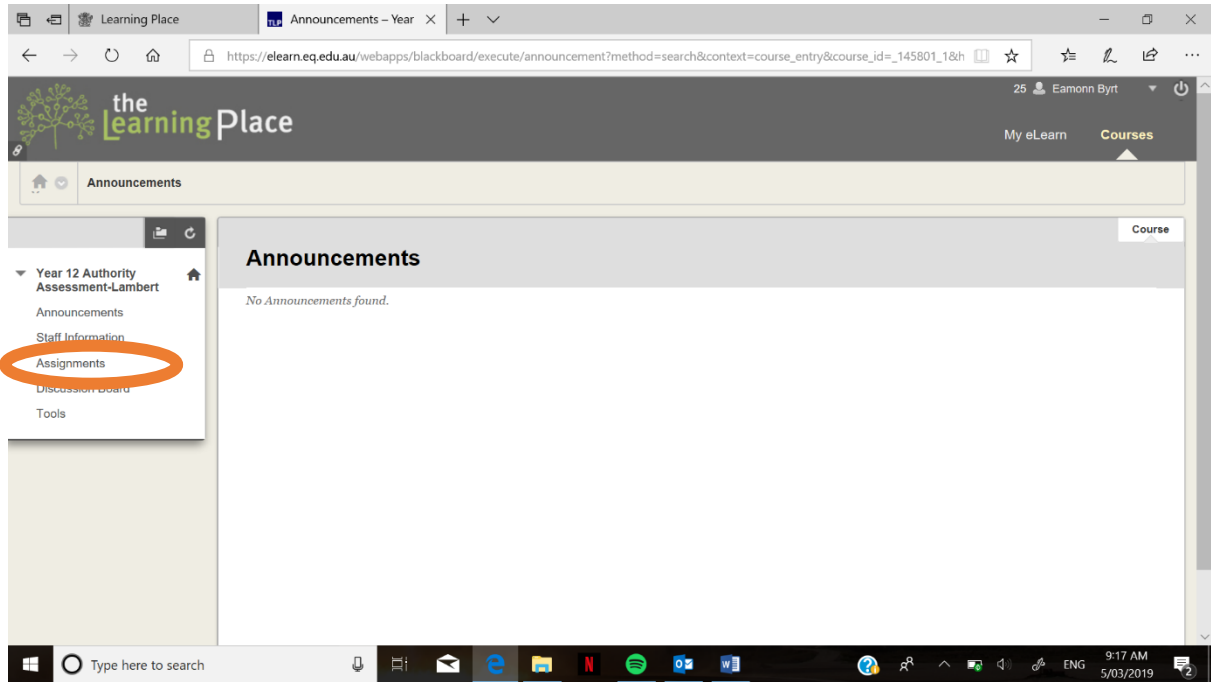 Learning Place
TLP Announcements – Year
https://elearn.eq.edu.au/webapps/blackboard/execute/announcement?method=search&context=course_entry&course_id=_145801_1&h
the
Learning Place
25 Eamonn Byrt
My eLearn Courses
Announcements
Course
Year 12 Authority
Assessment-Lambert
Announcements
Staff Information
Assignments
Discussion Board
Tools
Announcements
No Announcements found.
Type here to search
ENG
9:17 AM
5/03/2019
2